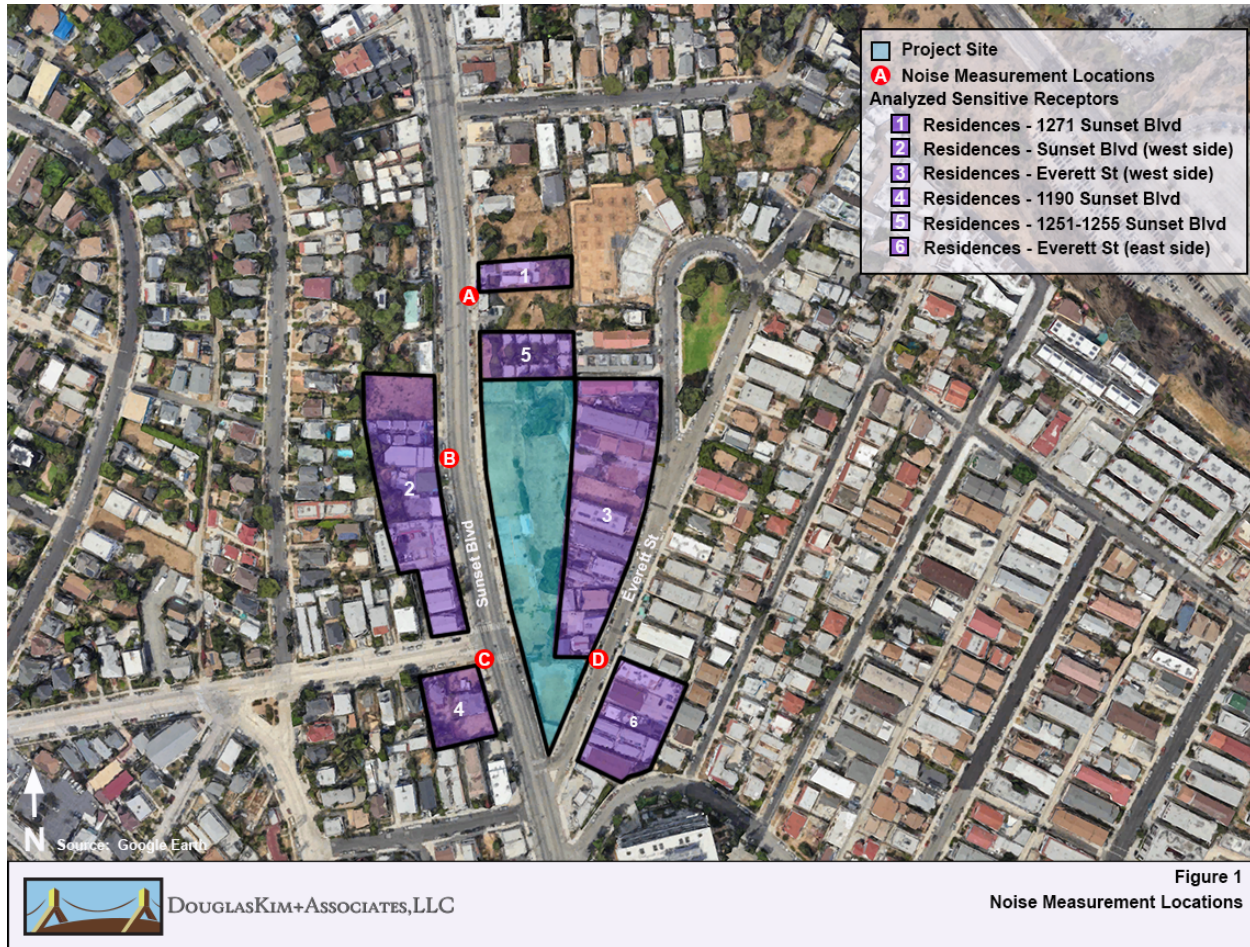 Project Site
A Noise Measurement Locations
Analyzed Sensitive Receptors
1 Residences - 1271 Sunset Blvd
2 Residences - Sunset Blvd (west side)
3 Residences - Everett St (west side)
4 Residences - 1190 Sunset Blvd
5 Residences - 1251-1255 Sunset Blvd
6 Residences - Everett St (east side)
1
A
5
B
2
3
Sunset Blvd
Everett St
C
D
4
6
N
Source: Google Earth
DOUGLASKIM+ASSOCIATES,LLC
Figure 1
Noise Measurement Locations